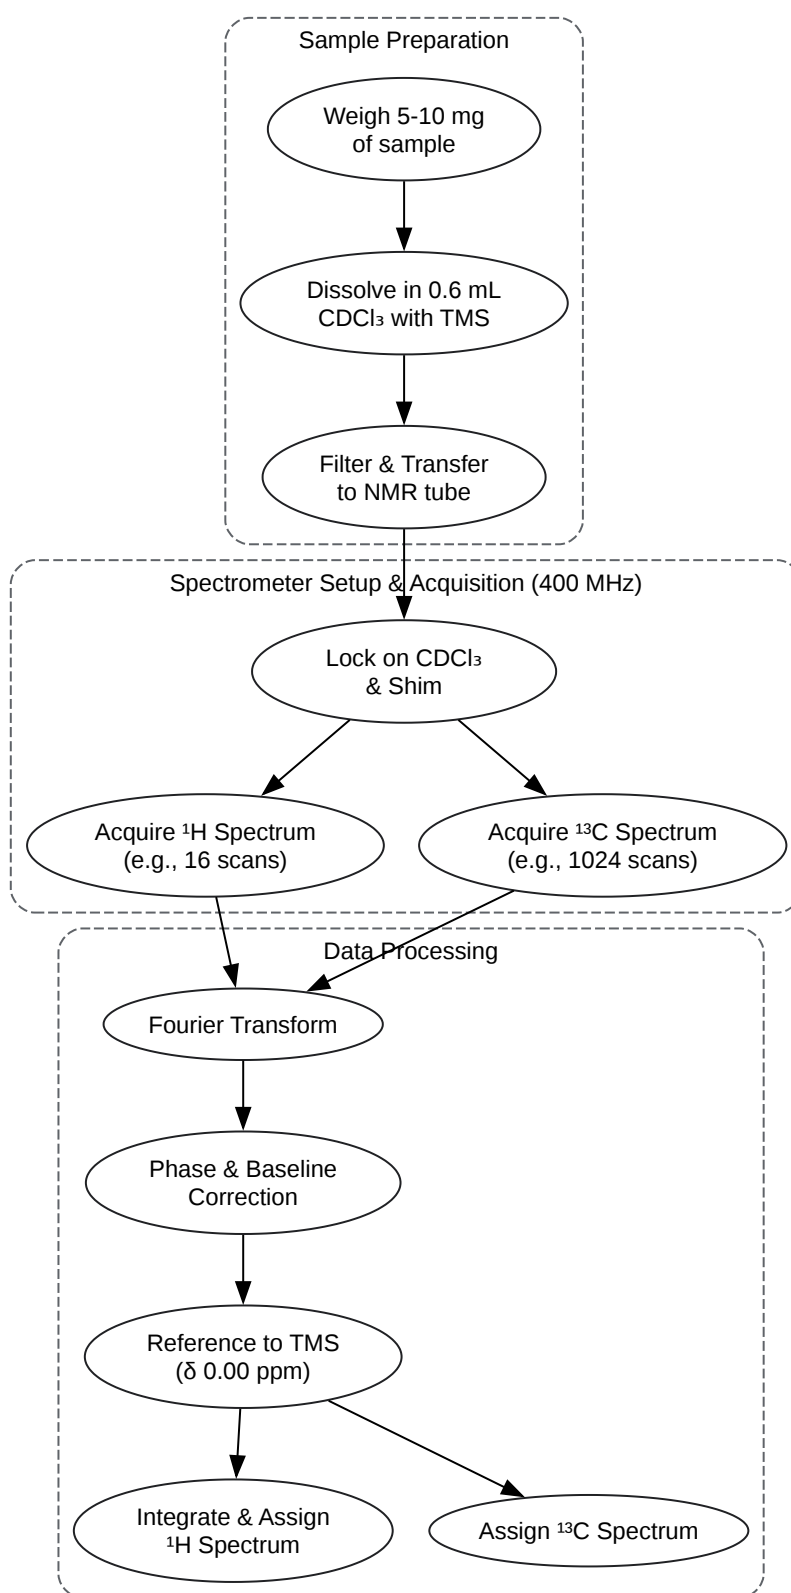 Sample Preparation
Weigh 5-10 mg
of sample
Dissolve in 0.6 mL
CDCl₃ with TMS
Filter & Transfer
to NMR tube
Spectrometer Setup & Acquisition (400 MHz)
Lock on CDCl₃
& Shim
Acquire ¹H Spectrum
(e.g., 16 scans)
Acquire ¹³C Spectrum
(e.g., 1024 scans)
Data Processing
Fourier Transform
Phase & Baseline
Correction
Reference to TMS
(δ 0.00 ppm)
Integrate & Assign
¹H Spectrum
Assign ¹³C Spectrum